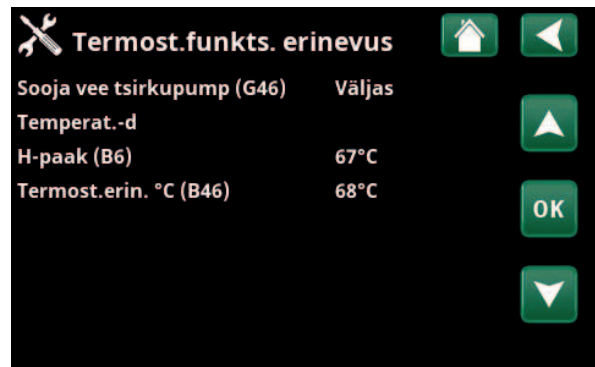 Termost.funkts. erinevus
Sooja vee tsirkupump (G46) Väljas
Temperat.-d
H-paak (B6) 67°C
Termost.erin. °C (B46) 68°C
OK